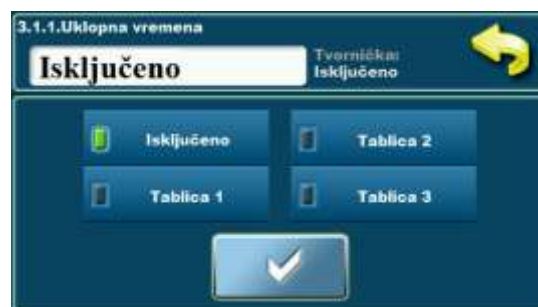 3.1.1.Uklopna vremena
Isključeno
Tvornička:
Isključeno
Isključeno
Tablica 2
Tablica 1
Tablica 3